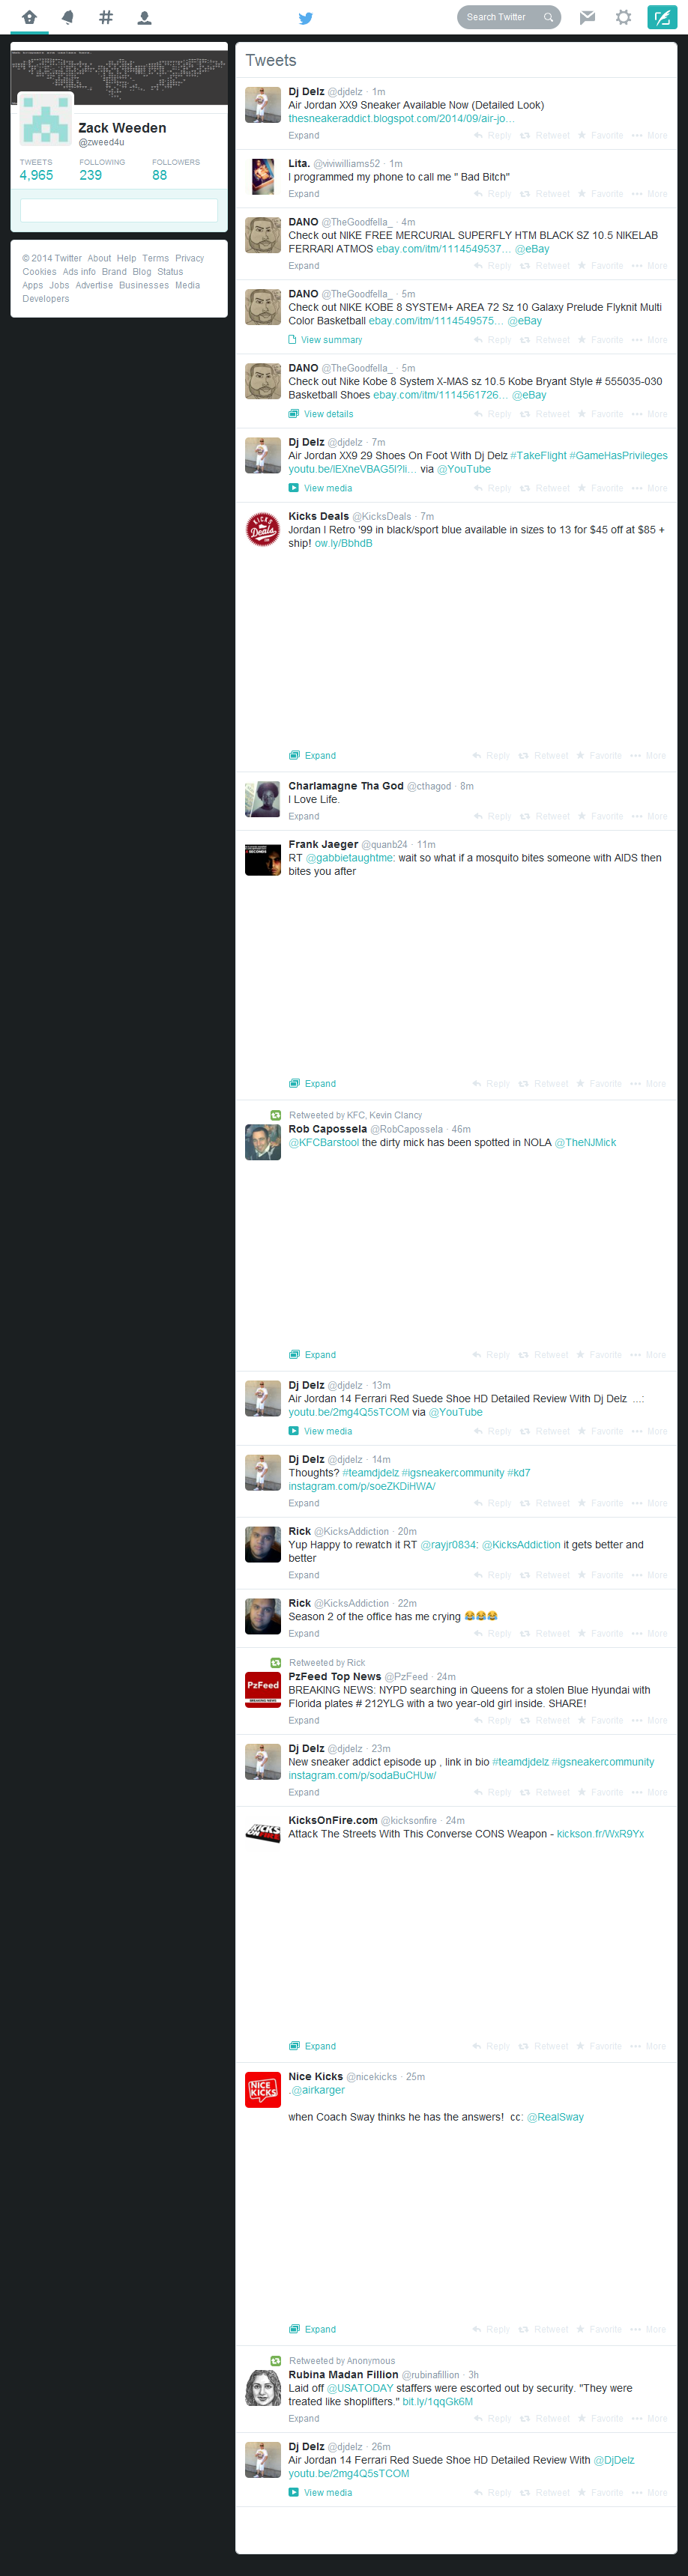 Search Twitter
Zack Weeden
@zweed4u
TWEETS FOLLOWING FOLLOWERS
4,965 239 88
© 2014 Twitter About Help Terms Privacy
Cookies Ads info Brand Blog Status
Apps Jobs Advertise Businesses Media
Developers
Tweets
Dj Delz @djdelz · 1m
Air Jordan XX9 Sneaker Available Now (Detailed Look)
thesneakeraddict.blogspot.com/2014/09/air-jo...
Expand Reply Retweet Favorite More
Lita. @viviwilliams52 · 1m
I programmed my phone to call me " Bad Bitch"
Expand Reply Retweet Favorite More
DANO @TheGoodfella_ · 4m
Check out NIKE FREE MERCURIAL SUPERFLY HTM BLACK SZ 10.5 NIKELAB
FERRARI ATMOS ebay.com/itm/1114549537... @eBay
Expand Reply Retweet Favorite More
DANO @TheGoodfella_ · 5m
Check out NIKE KOBE 8 SYSTEM+ AREA 72 Sz 10 Galaxy Prelude Flyknit Multi
Color Basketball ebay.com/itm/1114549575... @eBay
View summary Reply Retweet Favorite More
DANO @TheGoodfella_ · 5m
Check out Nike Kobe 8 System X-MAS sz 10.5 Kobe Bryant Style # 555035-030
Basketball Shoes ebay.com/itm/1114561726... @eBay
View details Reply Retweet Favorite More
Dj Delz @djdelz · 7m
Air Jordan XX9 29 Shoes On Foot With Dj Delz #TakeFlight #GameHasPrivileges
youtu.be/lEXneVBAG5I?li... via @YouTube
View media Reply Retweet Favorite More
KICKS Deals
Kicks Deals @KicksDeals · 7m
Jordan I Retro '99 in black/sport blue available in sizes to 13 for $45 off at $85 +
ship! ow.ly/BbhdB
Expand Reply Retweet Favorite More
Charlamagne Tha God @cthagod · 8m
I Love Life.
Expand Reply Retweet Favorite More
Frank Jaeger @quanb24 · 11m
RT @gabbietaughtme: wait so what if a mosquito bites someone with AIDS then
bites you after
Expand Reply Retweet Favorite More
Retweeted by KFC, Kevin Clancy
Rob Capossela @RobCapossela · 46m
@KFCBarstool the dirty mick has been spotted in NOLA @TheNJMick
Expand Reply Retweet Favorite More
Dj Delz @djdelz · 13m
Air Jordan 14 Ferrari Red Suede Shoe HD Detailed Review With Dj Delz ...:
youtu.be/2mg4Q5sTCOM via @YouTube
View media Reply Retweet Favorite More
Dj Delz @djdelz · 14m
Thoughts? #teamdjdelz #igsneakercommunity #kd7
instagram.com/p/soeZKDiHWA/
Expand Reply Retweet Favorite More
Rick @KicksAddiction · 20m
Yup Happy to rewatch it RT @rayjr0834: @KicksAddiction it gets better and
better
Expand Reply Retweet Favorite More
Rick @KicksAddiction · 22m
Season 2 of the office has me crying 😂😂😂
Expand Reply Retweet Favorite More
Retweeted by Rick
PzFeed
BREAKING NEWS
PzFeed Top News @PzFeed · 24m
BREAKING NEWS: NYPD searching in Queens for a stolen Blue Hyundai with
Florida plates # 212YLG with a two year-old girl inside. SHARE!
Expand Reply Retweet Favorite More
Dj Delz @djdelz · 23m
New sneaker addict episode up , link in bio #teamdjdelz #igsneakercommunity
instagram.com/p/sodaBuCHUw/
Expand Reply Retweet Favorite More
KicksOnFire.com @kicksonfire · 24m
Attack The Streets With This Converse CONS Weapon - kickson.fr/WxR9Yx
Expand Reply Retweet Favorite More
NICE KICKS
Nice Kicks @nicekicks · 25m
.@airkarger
when Coach Sway thinks he has the answers! cc: @RealSway
Expand Reply Retweet Favorite More
Retweeted by Anonymous
Rubina Madan Fillion @rubinafillion · 3h
Laid off @USATODAY staffers were escorted out by security. "They were
treated like shoplifters." bit.ly/1qqGk6M
Expand Reply Retweet Favorite More
Dj Delz @djdelz · 26m
Air Jordan 14 Ferrari Red Suede Shoe HD Detailed Review With @DjDelz
youtu.be/2mg4Q5sTCOM
View media Reply Retweet Favorite More